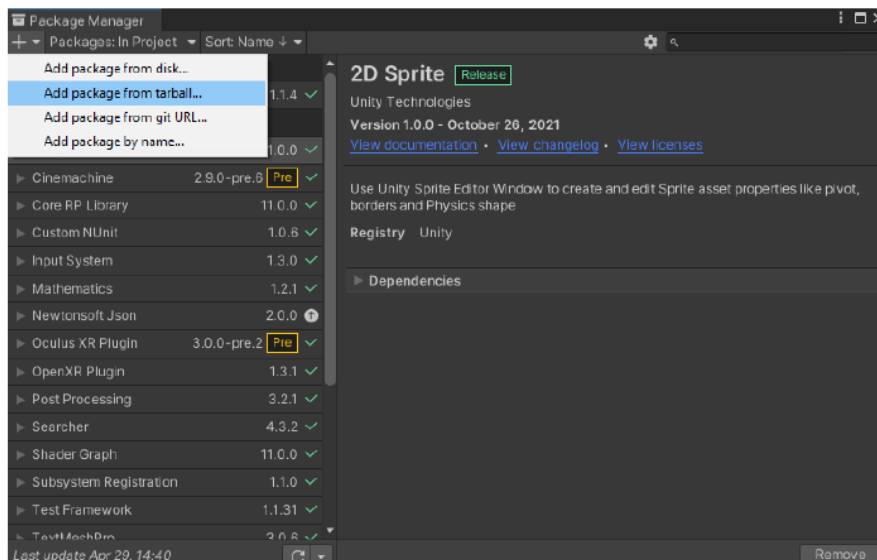 Package Manager
+ Packages: In Project Sort: Name ↓
Add package from disk...
Add package from tarball...
Add package from git URL...
Add package by name...
1.1.4
1.0.0
Cinemachine 2.9.0-pre.6 Pre
Core RP Library 11.0.0
Custom NUnit 1.0.6
Input System 1.3.0
Mathematics 1.2.1
Newtonsoft Json 2.0.0
Oculus XR Plugin 3.0.0-pre.2 Pre
OpenXR Plugin 1.3.1
Post Processing 3.2.1
Searcher 4.3.2
Shader Graph 11.0.0
Subsystem Registration 1.1.0
Test Framework 1.1.31
TextMeshPro 3.0.6
Last update Apr 29, 14:40
2D Sprite Release
Unity Technologies
Version 1.0.0 - October 26, 2021
View documentation • View changelog • View licenses
Use Unity Sprite Editor Window to create and edit Sprite asset properties like pivot,
borders and Physics shape
Registry Unity
Dependencies
Remove